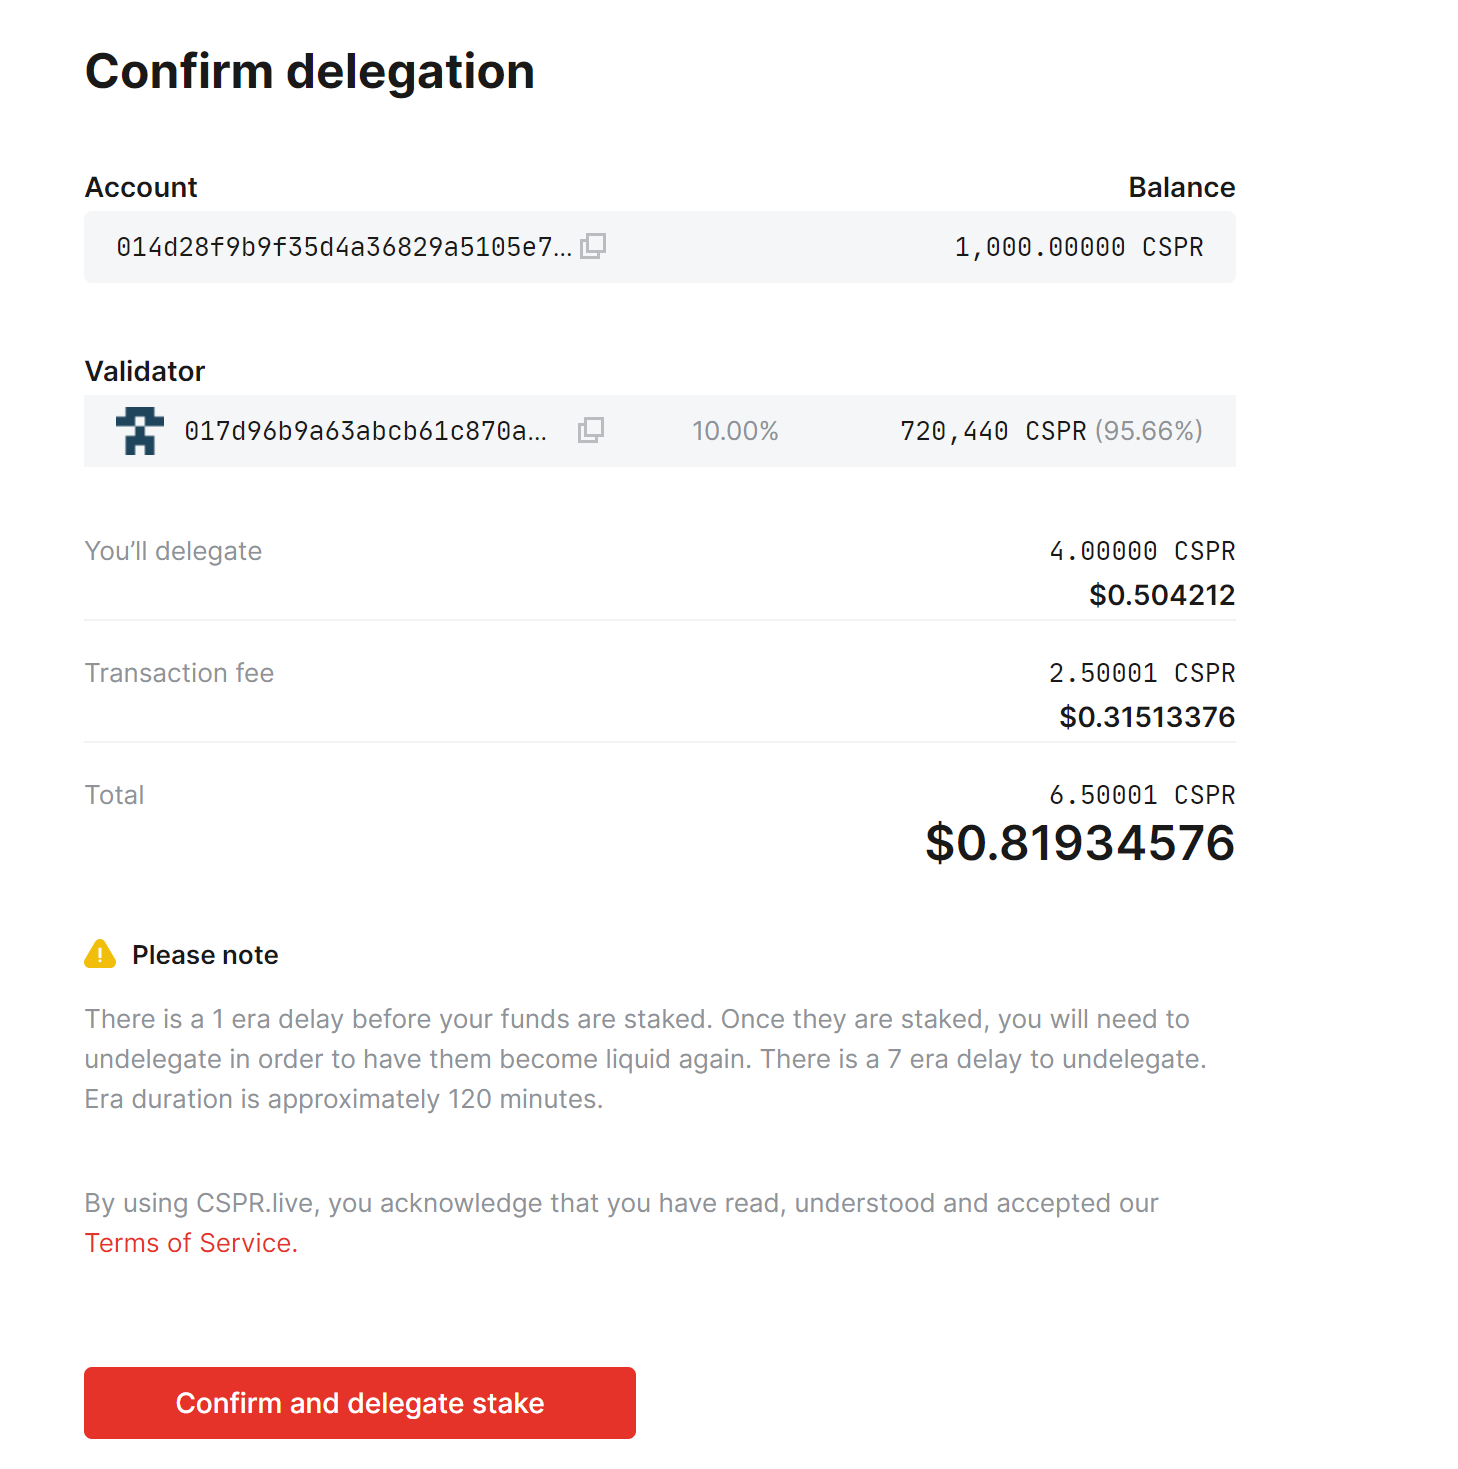 Confirm delegation
Account Balance
014d28f9b9f35d4a36829a5105e7... 1,000.00000 CSPR
Validator
017d96b9a63abcb61c870a... 10.00% 720,440 CSPR (95.66%)
You’ll delegate 4.00000 CSPR
$0.504212
Transaction fee 2.50001 CSPR
$0.31513376
Total 6.50001 CSPR
$0.81934576
Please note
There is a 1 era delay before your funds are staked. Once they are staked, you will need to
undelegate in order to have them become liquid again. There is a 7 era delay to undelegate.
Era duration is approximately 120 minutes.
By using CSPR.live, you acknowledge that you have read, understood and accepted our
Terms of Service.
Confirm and delegate stake